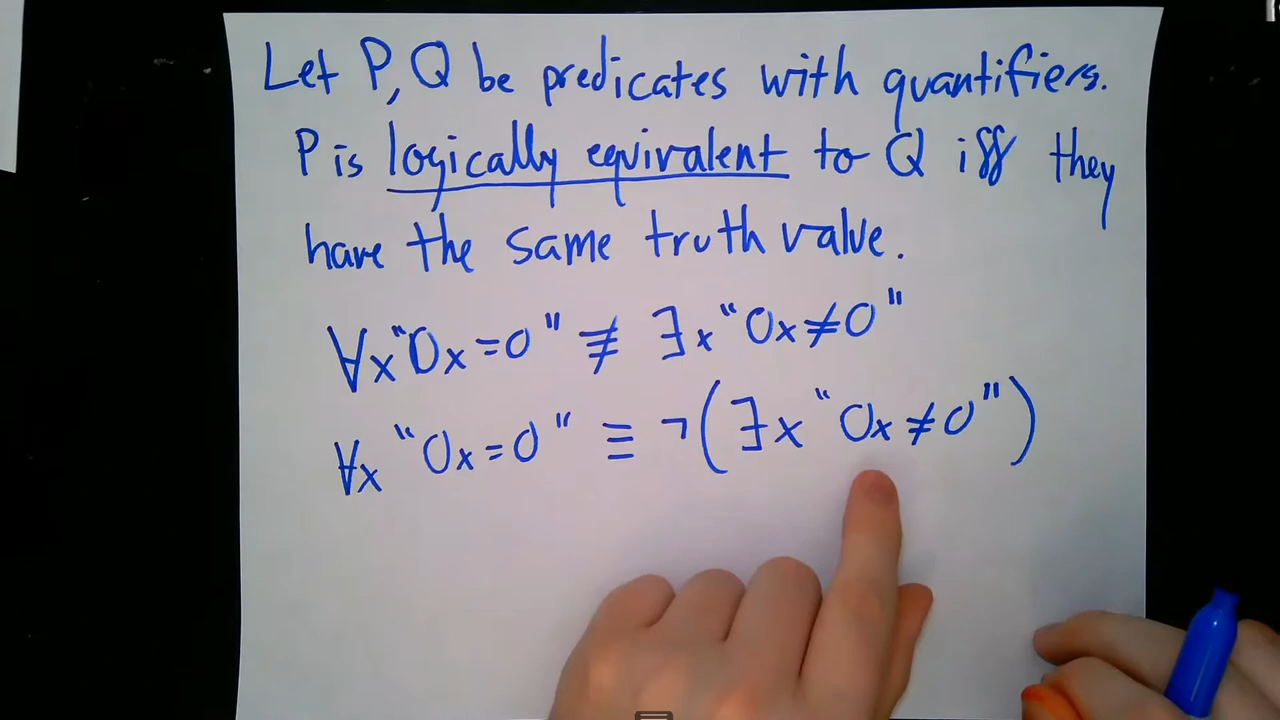 Let P, Q be predicates with quantifiers.
P is logically equivalent to Q iff they
have the same truth value.
∀x "0x=0" ≢ ∃x "0x≠0"
∀x "0x=0" ≡ ¬(∃x "0x≠0")